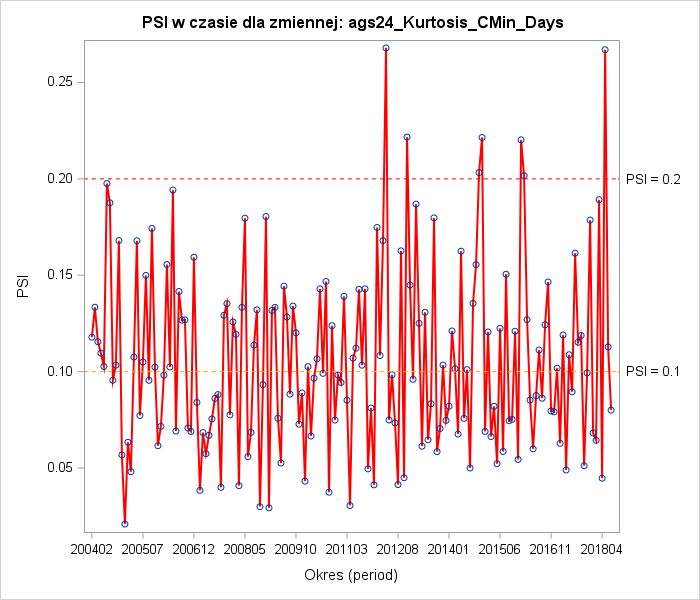 PSI w czasie dla zmiennej: ags24_Kurtosis_CMin_Days
0.25
0.20
0.15
0.10
0.05
PSI
PSI = 0.2
PSI = 0.1
200402 200507 200612 200805 200910 201103 201208 201401 201506 201611 201804
Okres (period)